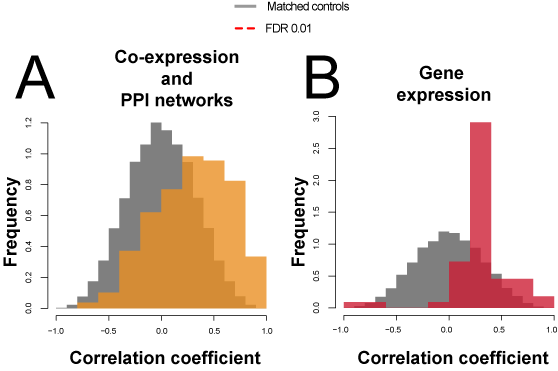 Matched controls
FDR 0.01
A
Co-expression
and
PPI networks
Frequency
0.0 0.2 0.4 0.6 0.8 1.0 1.2
-1.0 -0.5 0.0 0.5 1.0
Correlation coefficient
B
Gene
expression
Frequency
0.0 0.5 1.0 1.5 2.0 2.5 3.0
-1.0 -0.5 0.0 0.5 1.0
Correlation coefficient